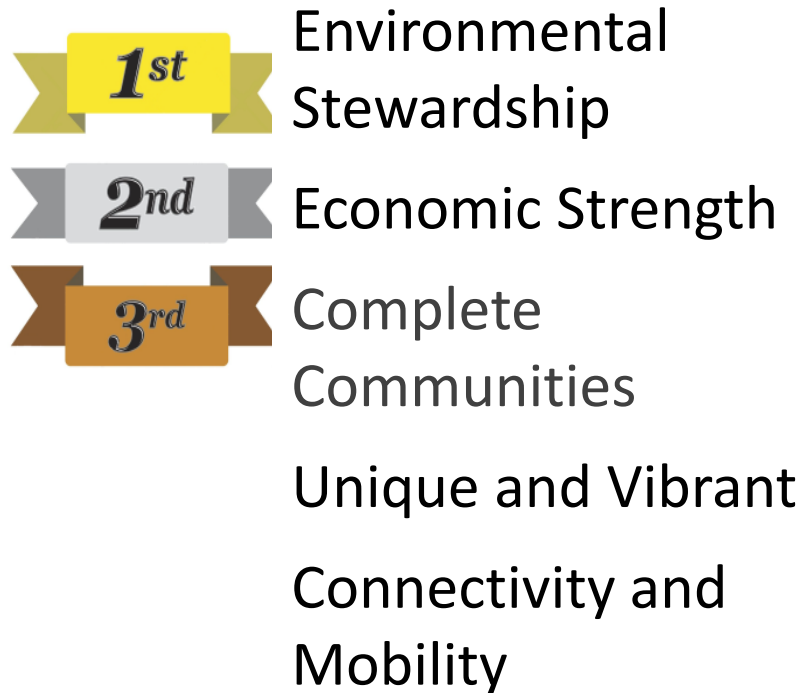 1st Environmental
Stewardship
2nd Economic Strength
3rd Complete
Communities
Unique and Vibrant
Connectivity and
Mobility